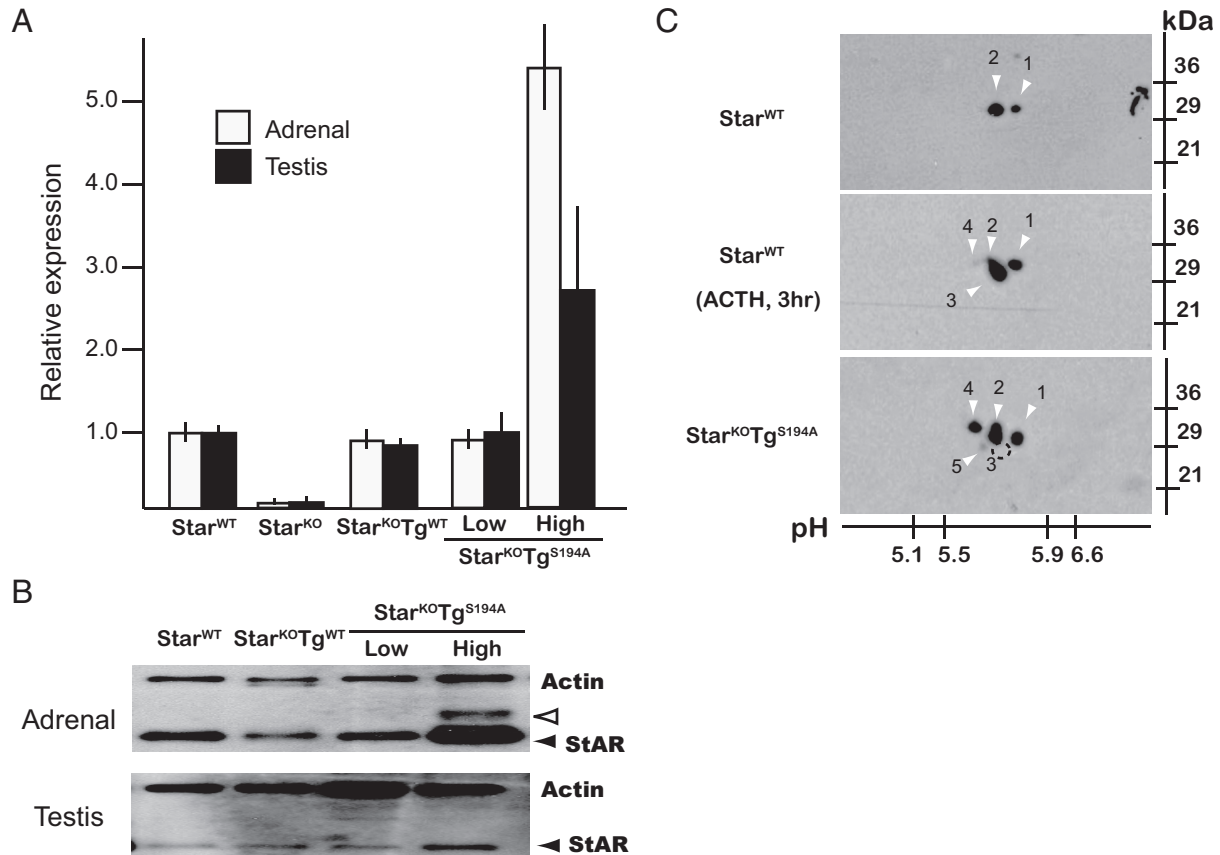 A
Relative expression
5.0
4.0
3.0
2.0
1.0
Adrenal
Testis
Star^WT
Star^KO
Star^KOTg^WT
Low
High
Star^KOTg^S194A
B
Star^WT
Star^KOTg^WT
Star^KOTg^S194A
Low
High
Adrenal
Actin
StAR
Testis
Actin
StAR
C
kDa
Star^WT
2
1
36
29
21
Star^WT
(ACTH, 3hr)
4
2
1
3
36
29
21
Star^KOTg^S194A
4
2
1
5
3
36
29
21
pH
5.1
5.5
5.9
6.6